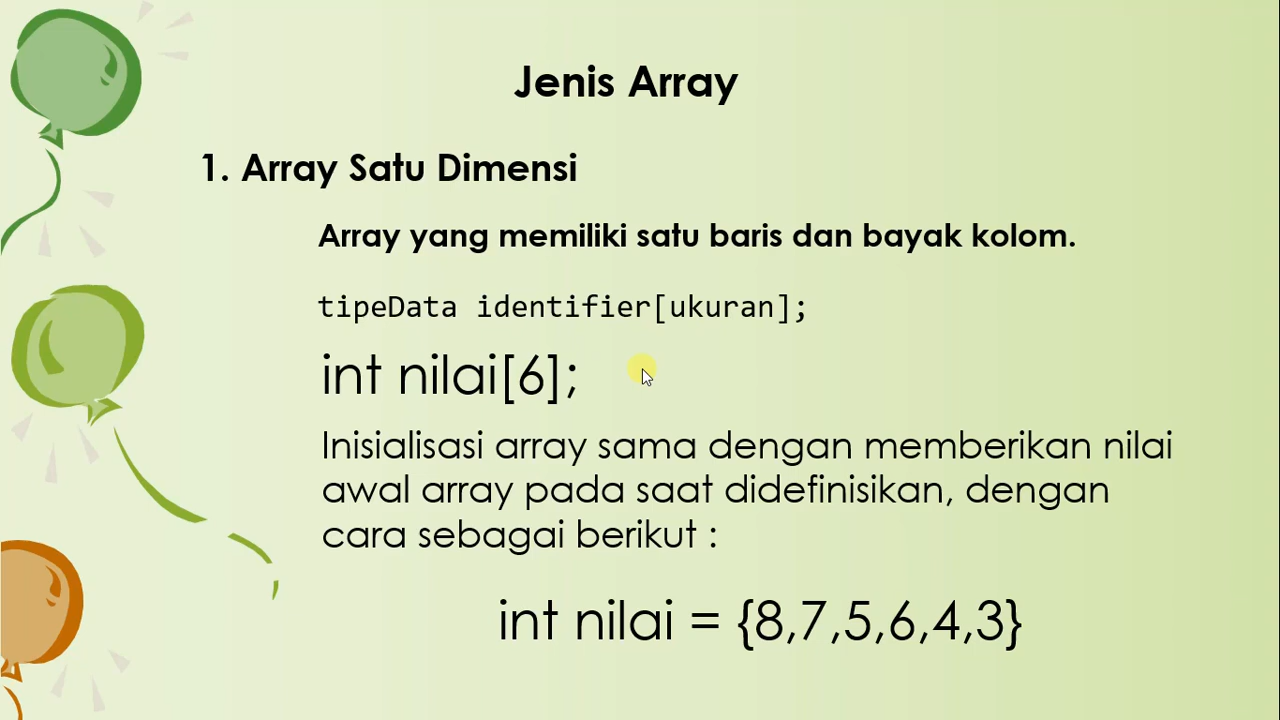 Jenis Array
1. Array Satu Dimensi
Array yang memiliki satu baris dan bayak kolom.
tipeData identifier[ukuran];
int nilai[6];
Inisialisasi array sama dengan memberikan nilai
awal array pada saat didefinisikan, dengan
cara sebagai berikut :
int nilai = {8,7,5,6,4,3}